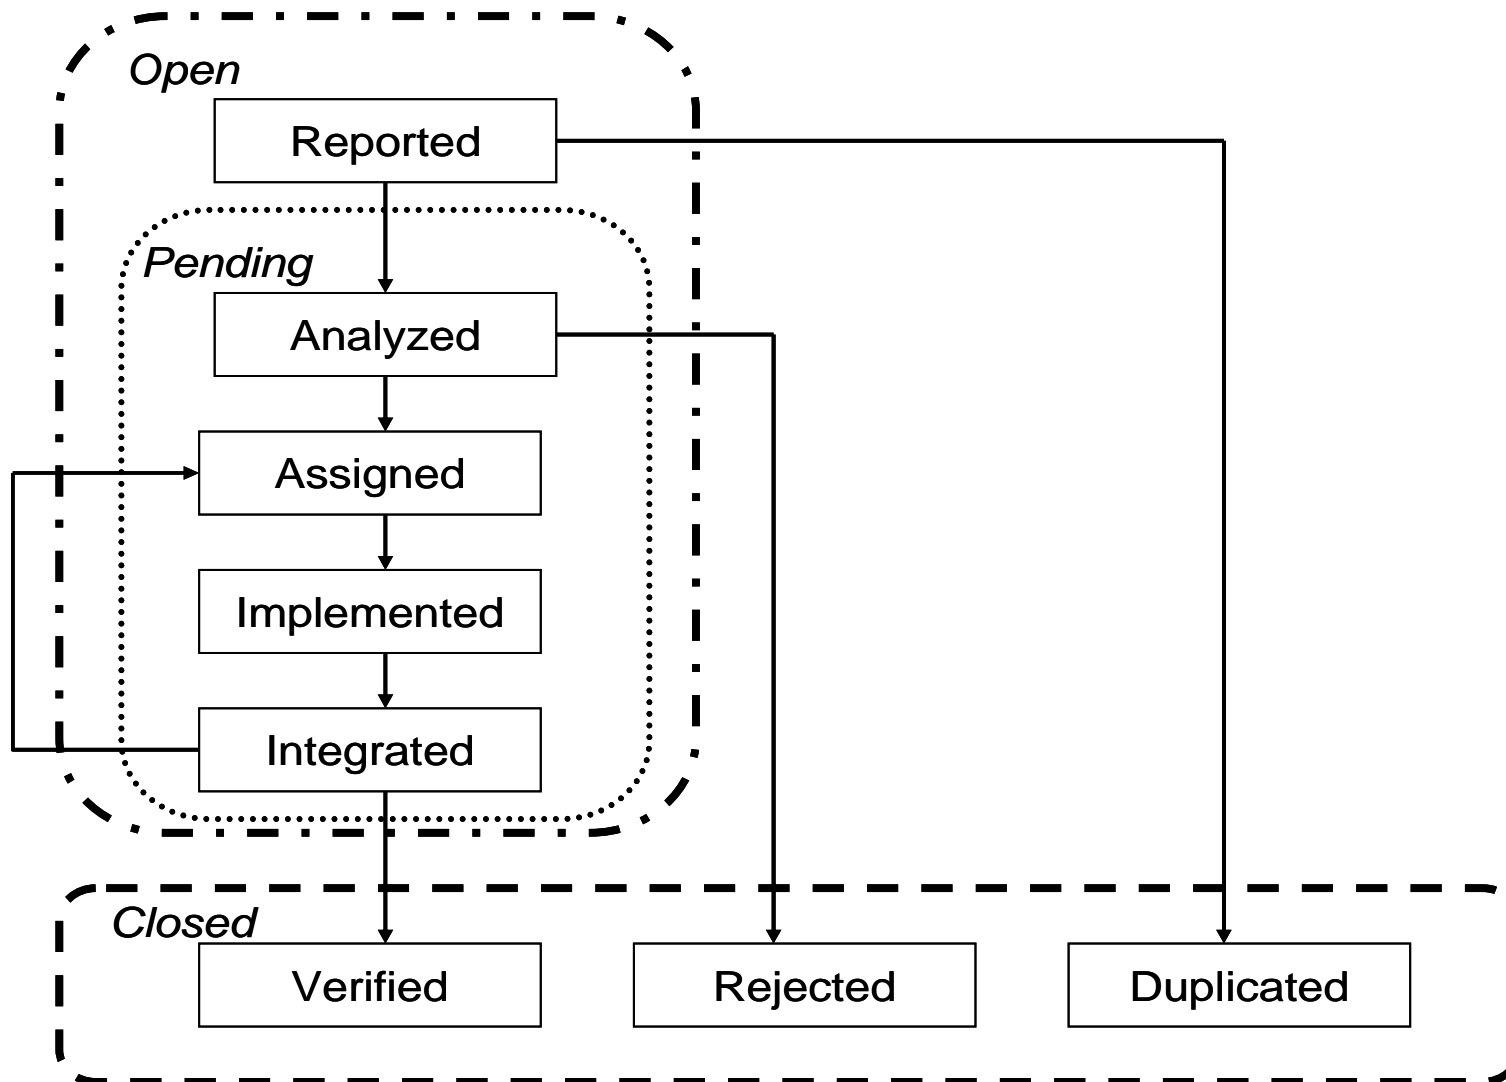 Open
Reported
Pending
Analyzed
Assigned
Implemented
Integrated
Closed
Verified
Rejected
Duplicated